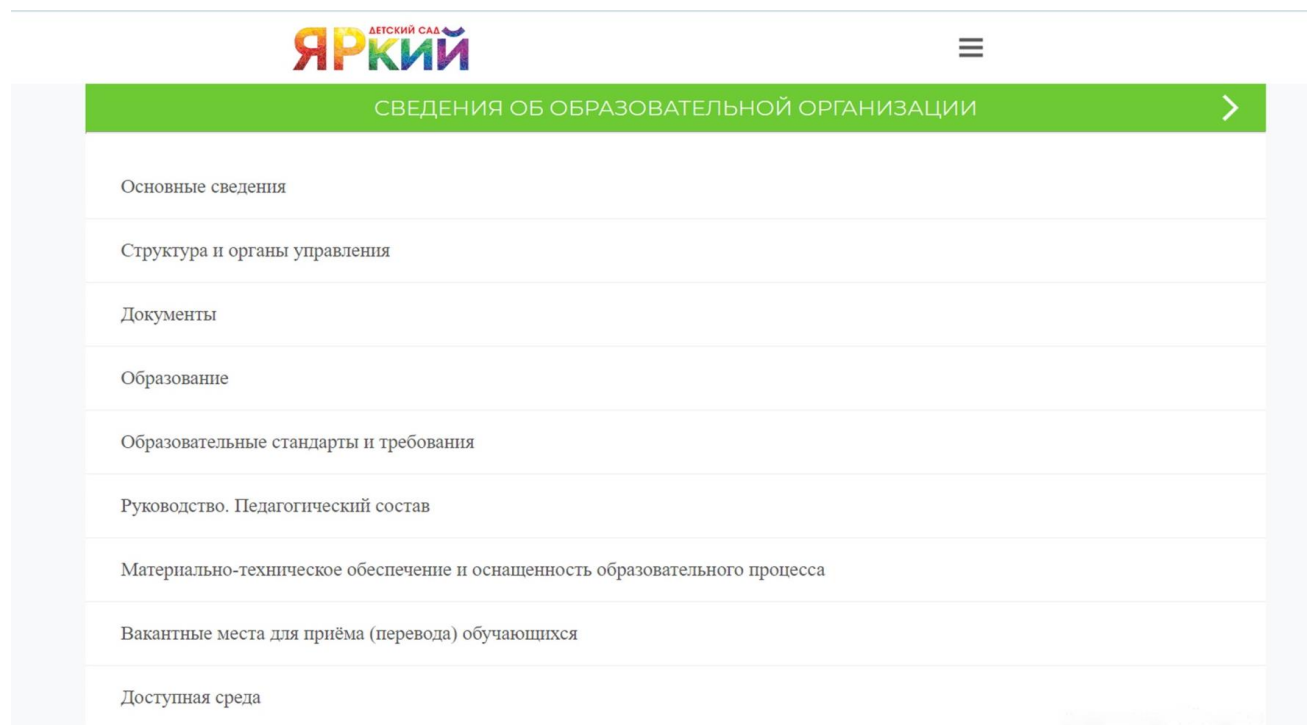 ДЕТСКИЙ САД
ЯРКИЙ
СВЕДЕНИЯ ОБ ОБРАЗОВАТЕЛЬНОЙ ОРГАНИЗАЦИИ
Основные сведения
Структура и органы управления
Документы
Образование
Образовательные стандарты и требования
Руководство. Педагогический состав
Материально-техническое обеспечение и оснащенность образовательного процесса
Вакантные места для приёма (перевода) обучающихся
Доступная среда